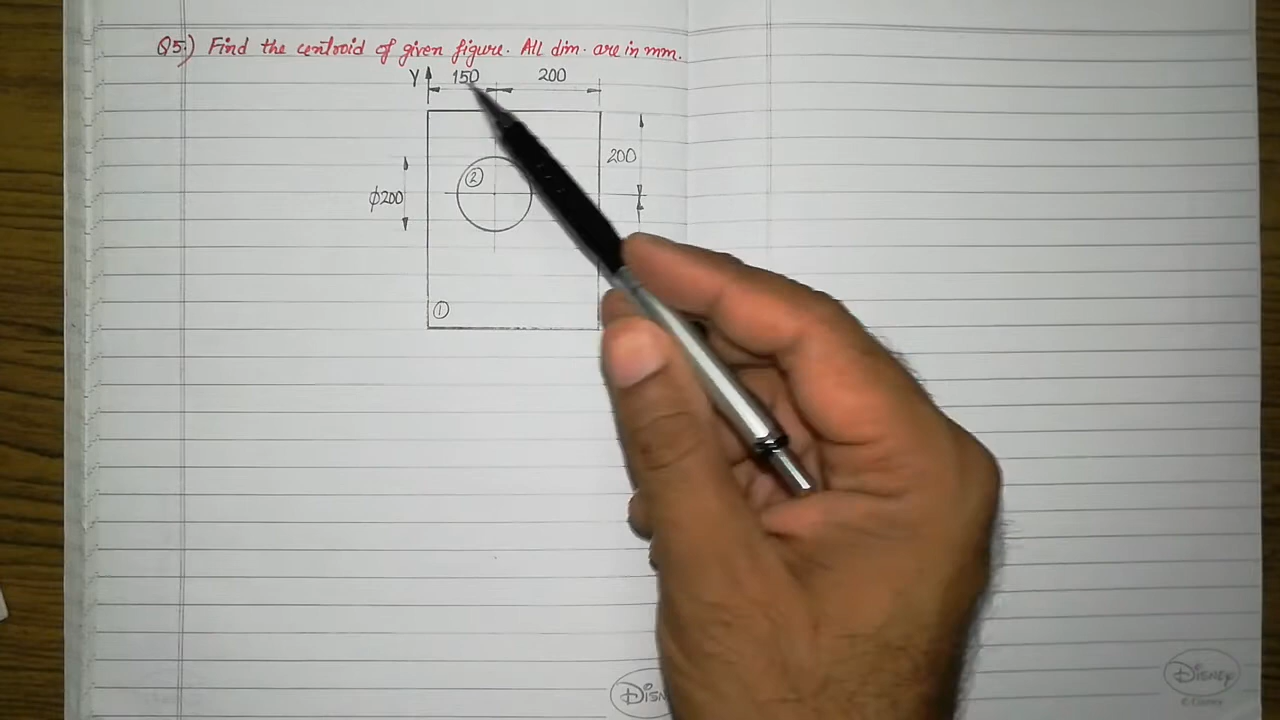 Q5.) Find the centroid of given figure. All dim. are in mm.
Y 150 200
200
②
ϕ200
①
DISNEY
© Disney